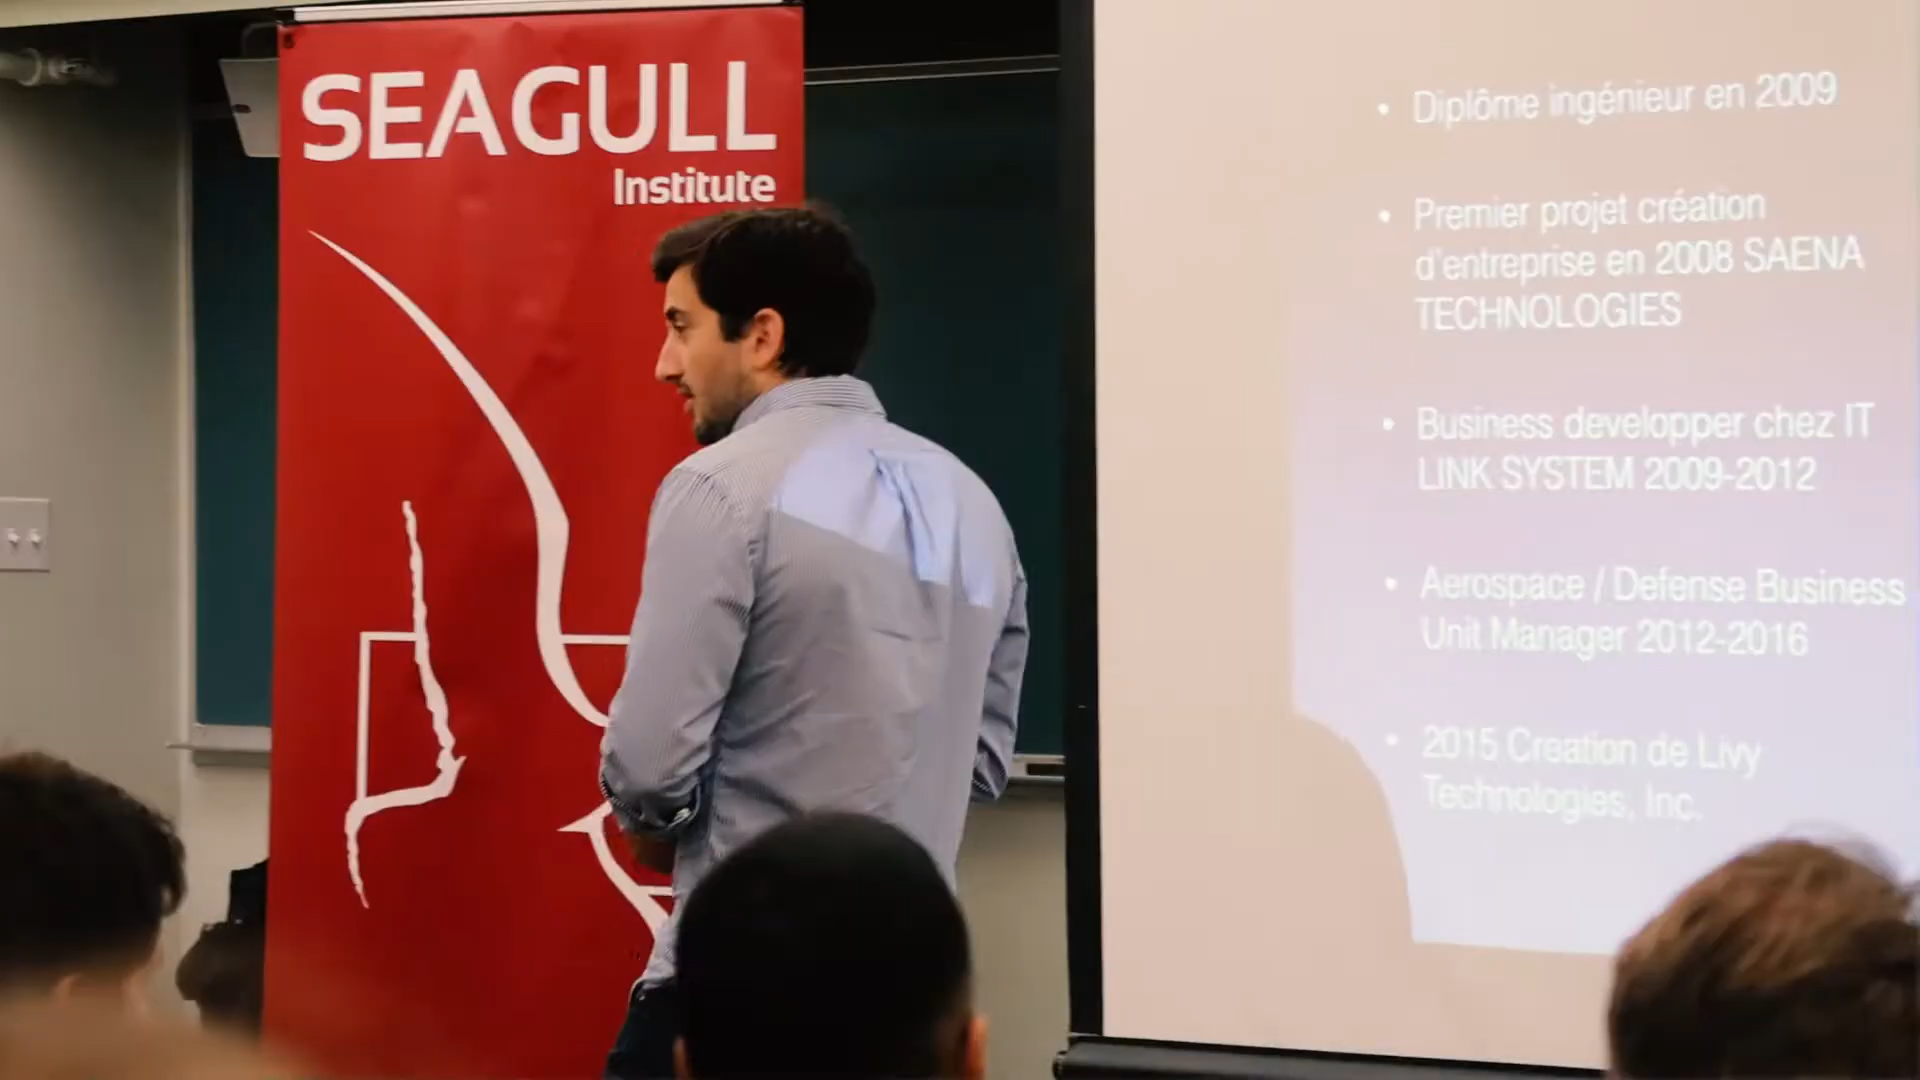 SEAGULL
Institute
• Diplôme ingénieur en 2009
• Premier projet création
d'entreprise en 2008 SAENA
TECHNOLOGIES
• Business developper chez IT
LINK SYSTEM 2009-2012
• Aerospace / Defense Business
Unit Manager 2012-2016
• 2015 Creation de Livy
Technologies, Inc.